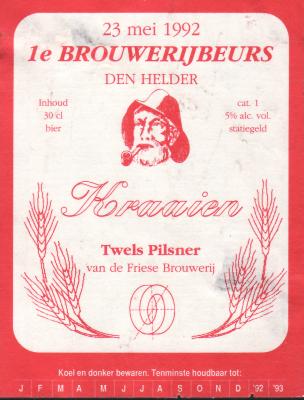 23 mei 1992
1e BROUWERIJBEURS
DEN HELDER
Inhoud
30 cl
bier
cat. 1
5% alc. vol.
statiegeld
Kraaien
Twels Pilsner
van de Friese Brouwerij
Koel en donker bewaren. Tenminste houdbaar tot:
J F M A M J J A S O N D '92 '93